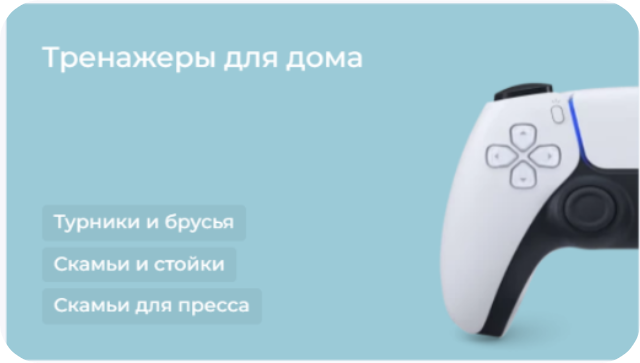 Тренажеры для дома
Турники и брусья
Скамьи и стойки
Скамьи для пресса